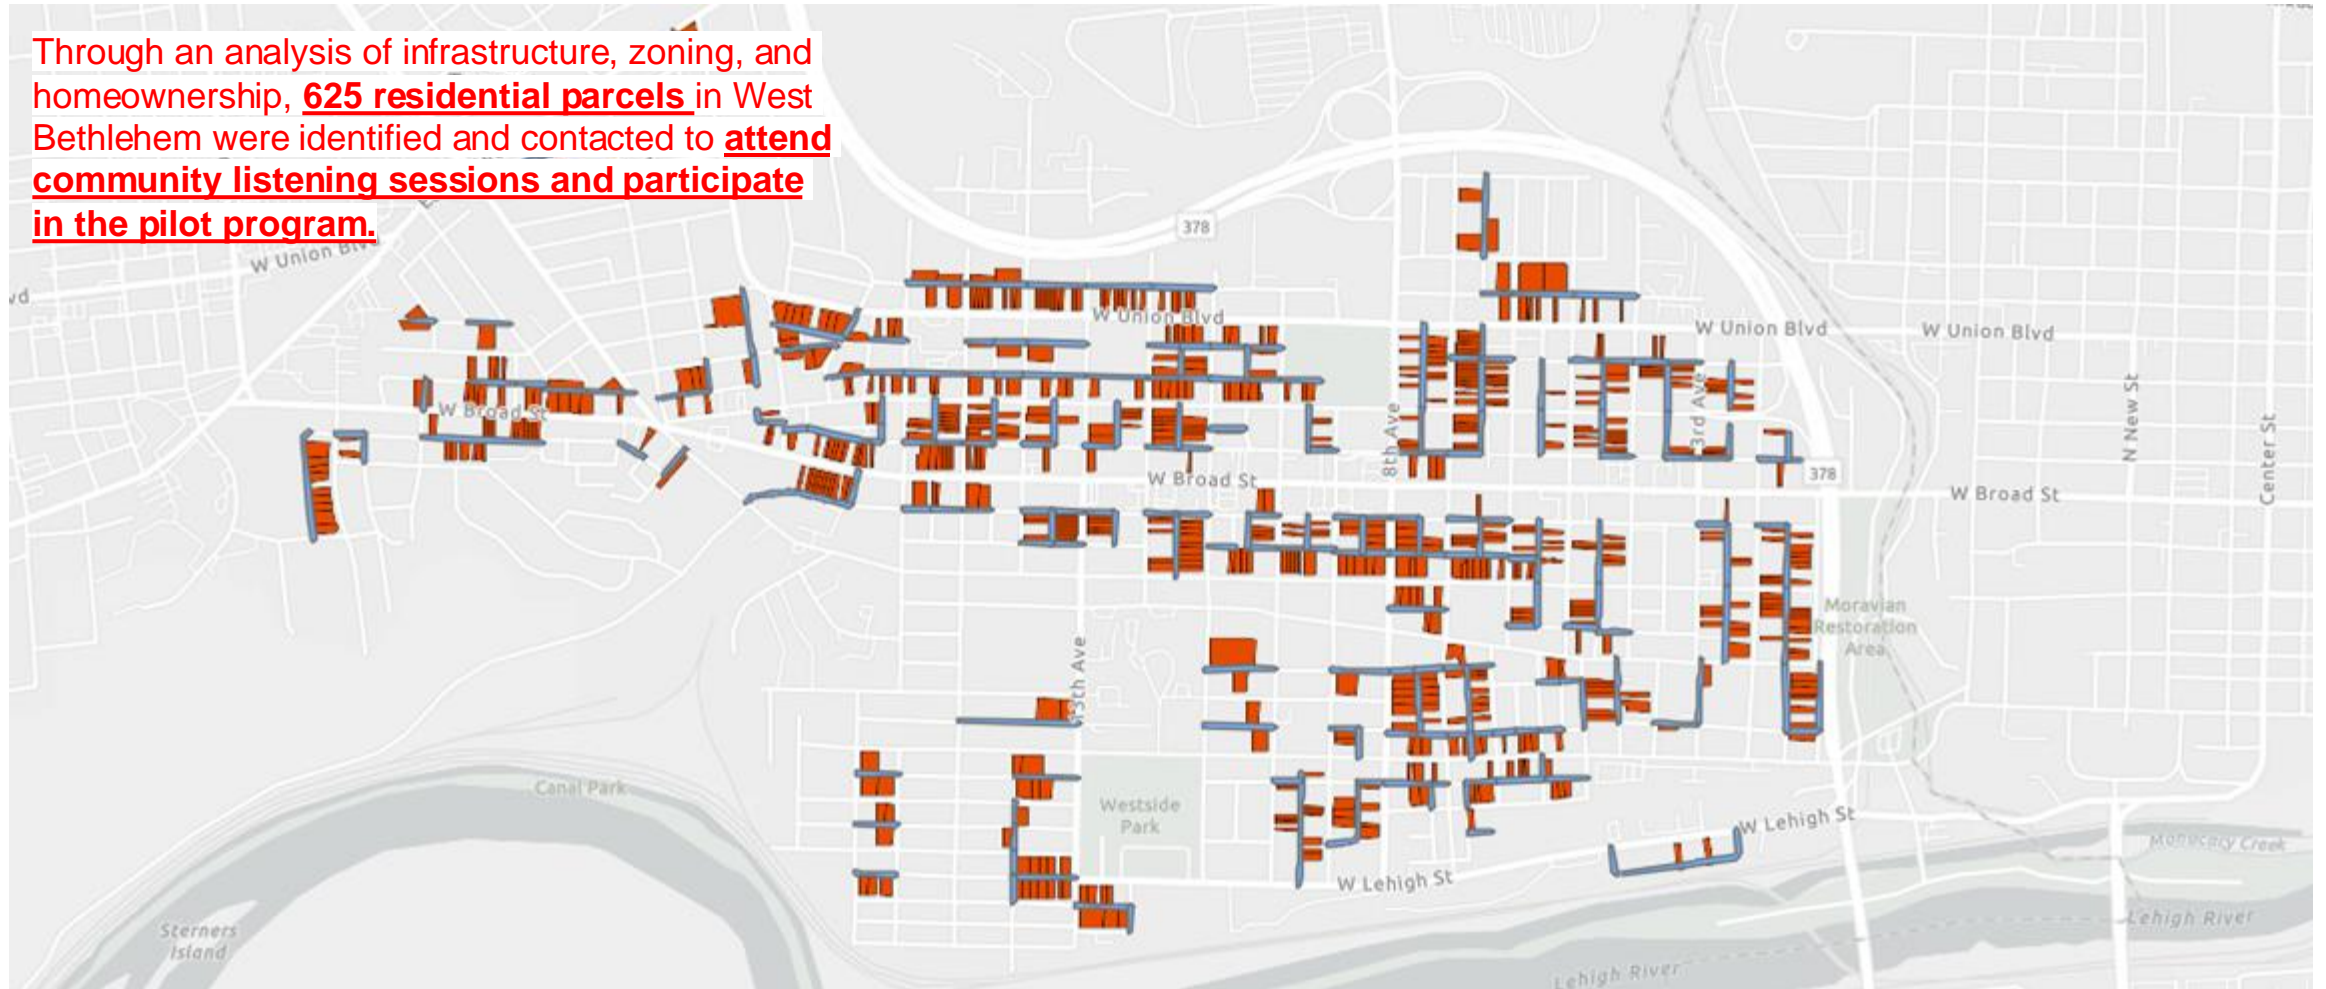 Through an analysis of infrastructure, zoning, and
homeownership, 625 residential parcels in West
Bethlehem were identified and contacted to attend
community listening sessions and participate
in the pilot program.
W Union Blvd
vd
378
W Union Blvd
W Union Blvd
W Union Blvd
W Broad St
8th Ave
3rd Ave
N New St
Center St
W Broad St
378
W Broad St
Moravian
Restoration
Area
13th Ave
Canal Park
Westside
Park
W Lehigh St
W Lehigh St
Monocacy Creek
Sterners
Island
Lehigh River
Lehigh River